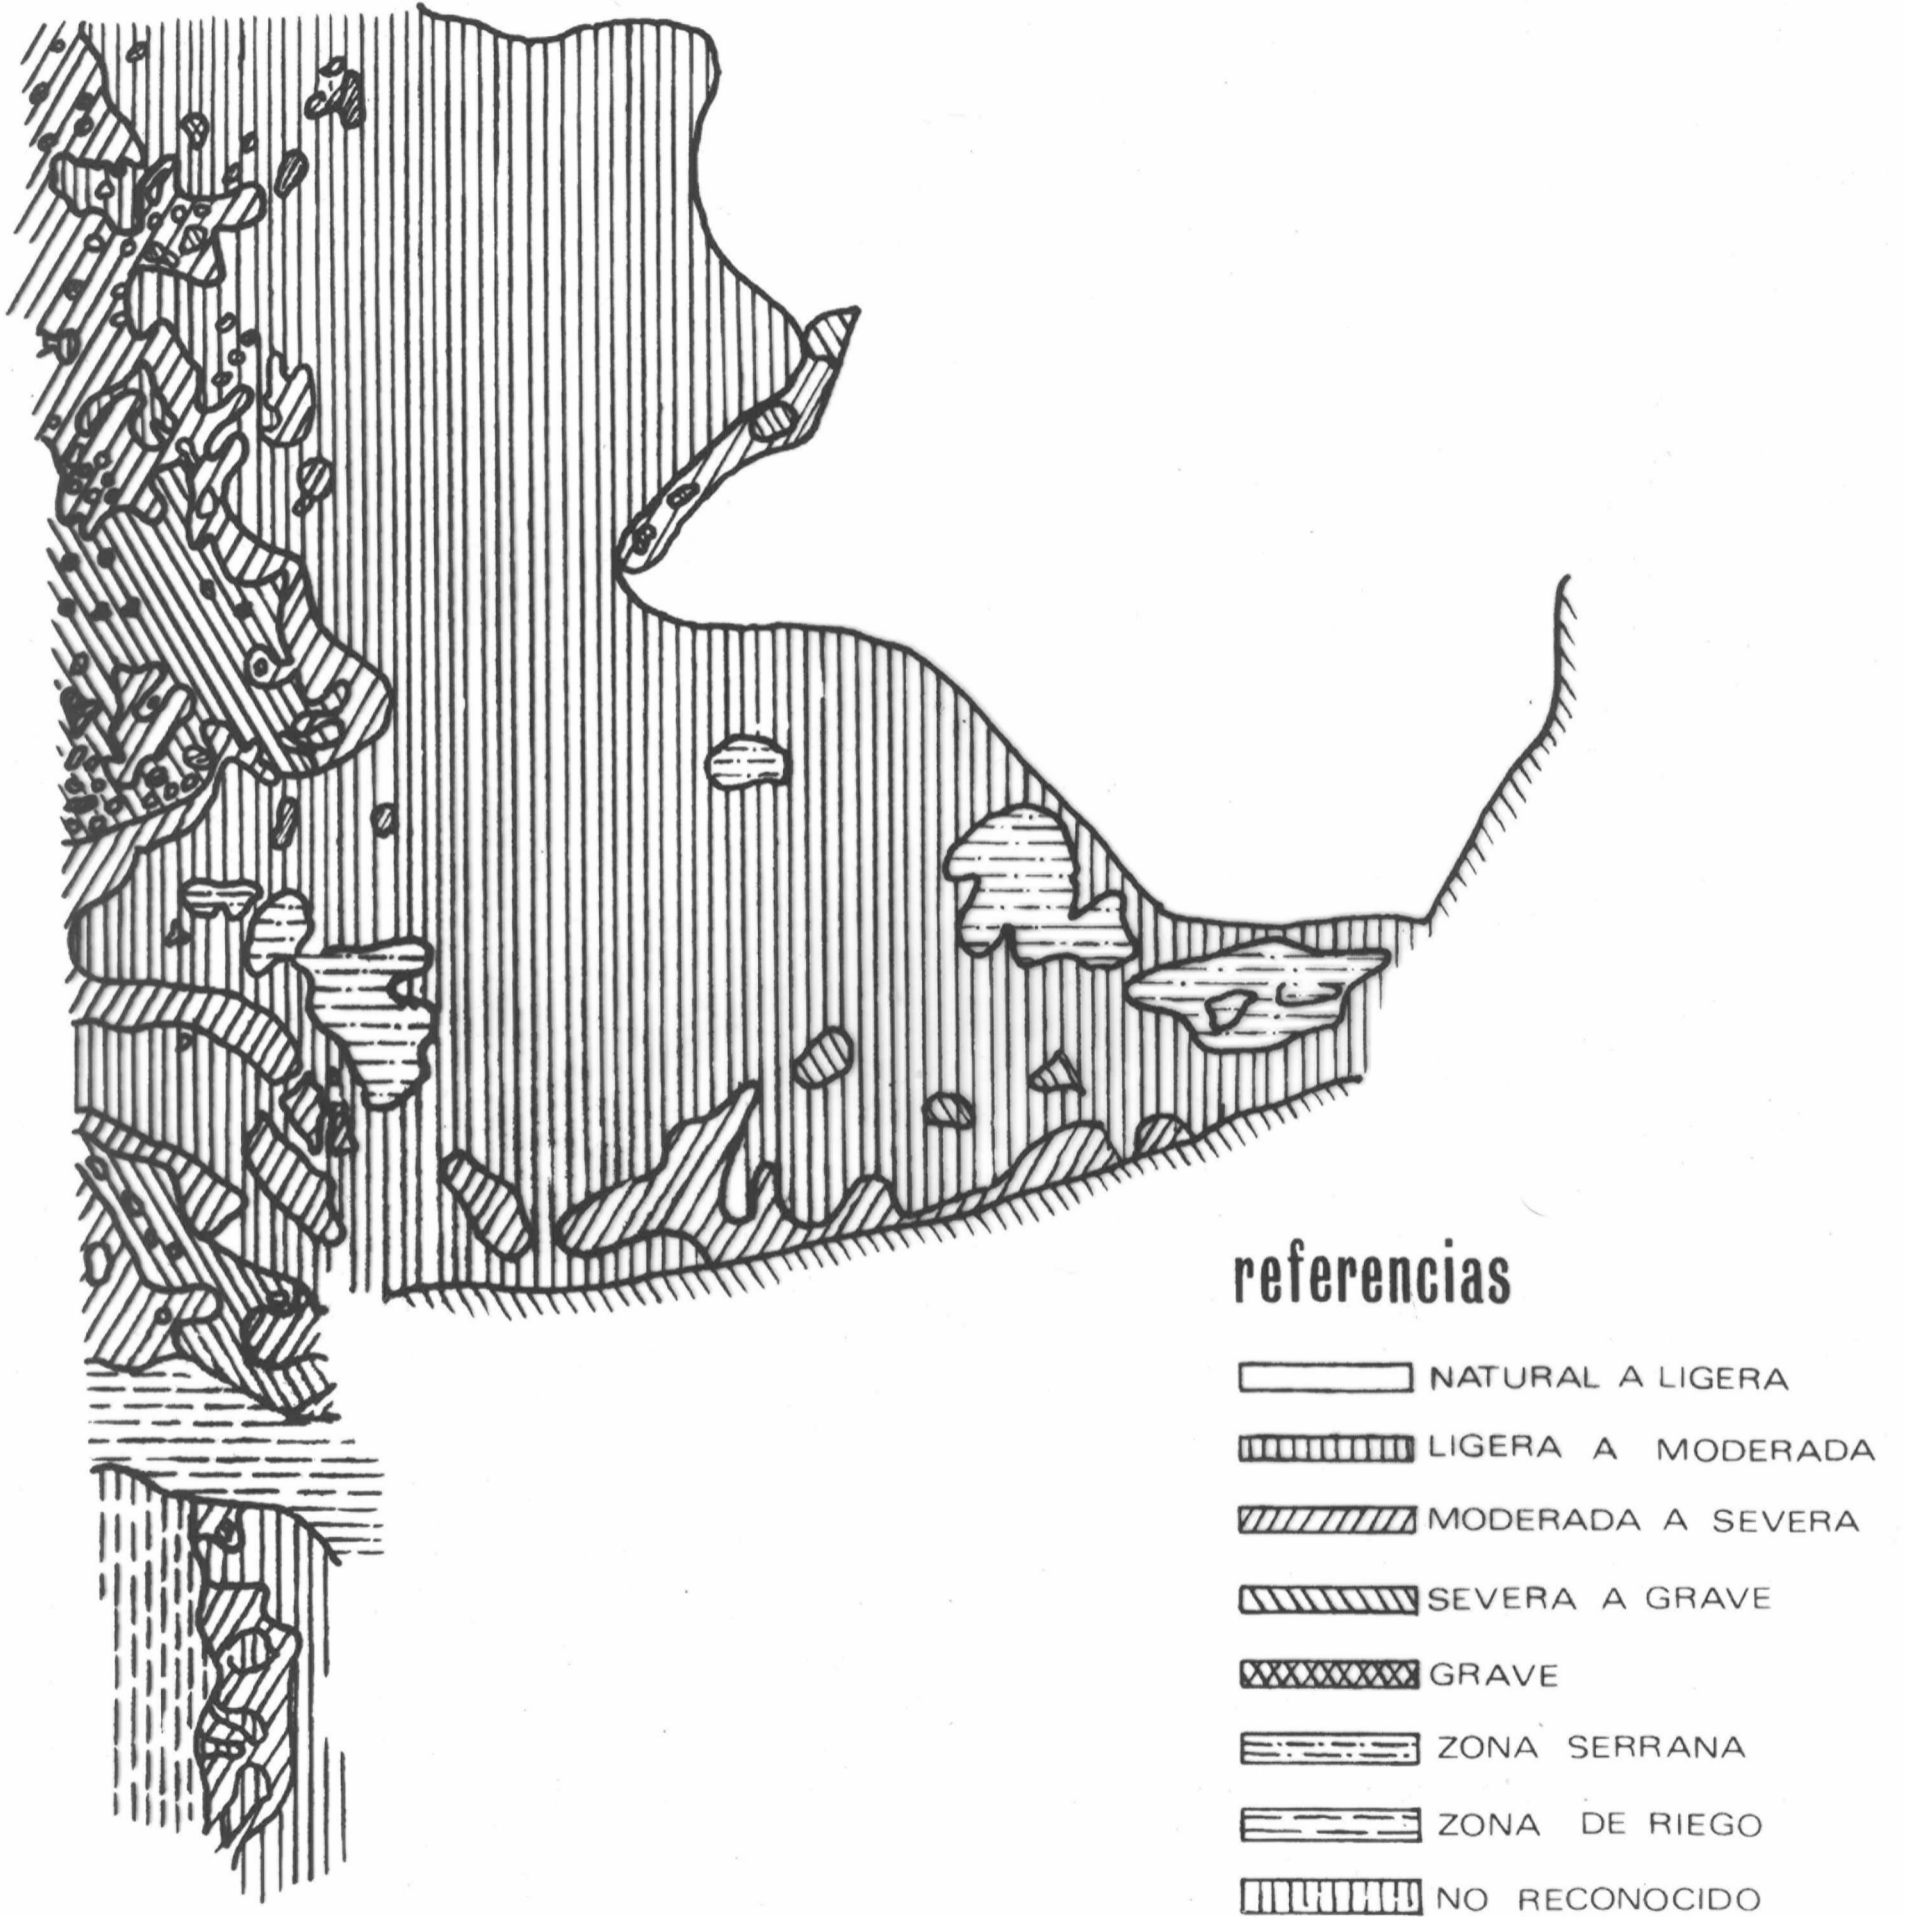 referencias
NATURAL A LIGERA
LIGERA A MODERADA
MODERADA A SEVERA
SEVERA A GRAVE
GRAVE
ZONA SERRANA
ZONA DE RIEGO
NO RECONOCIDO